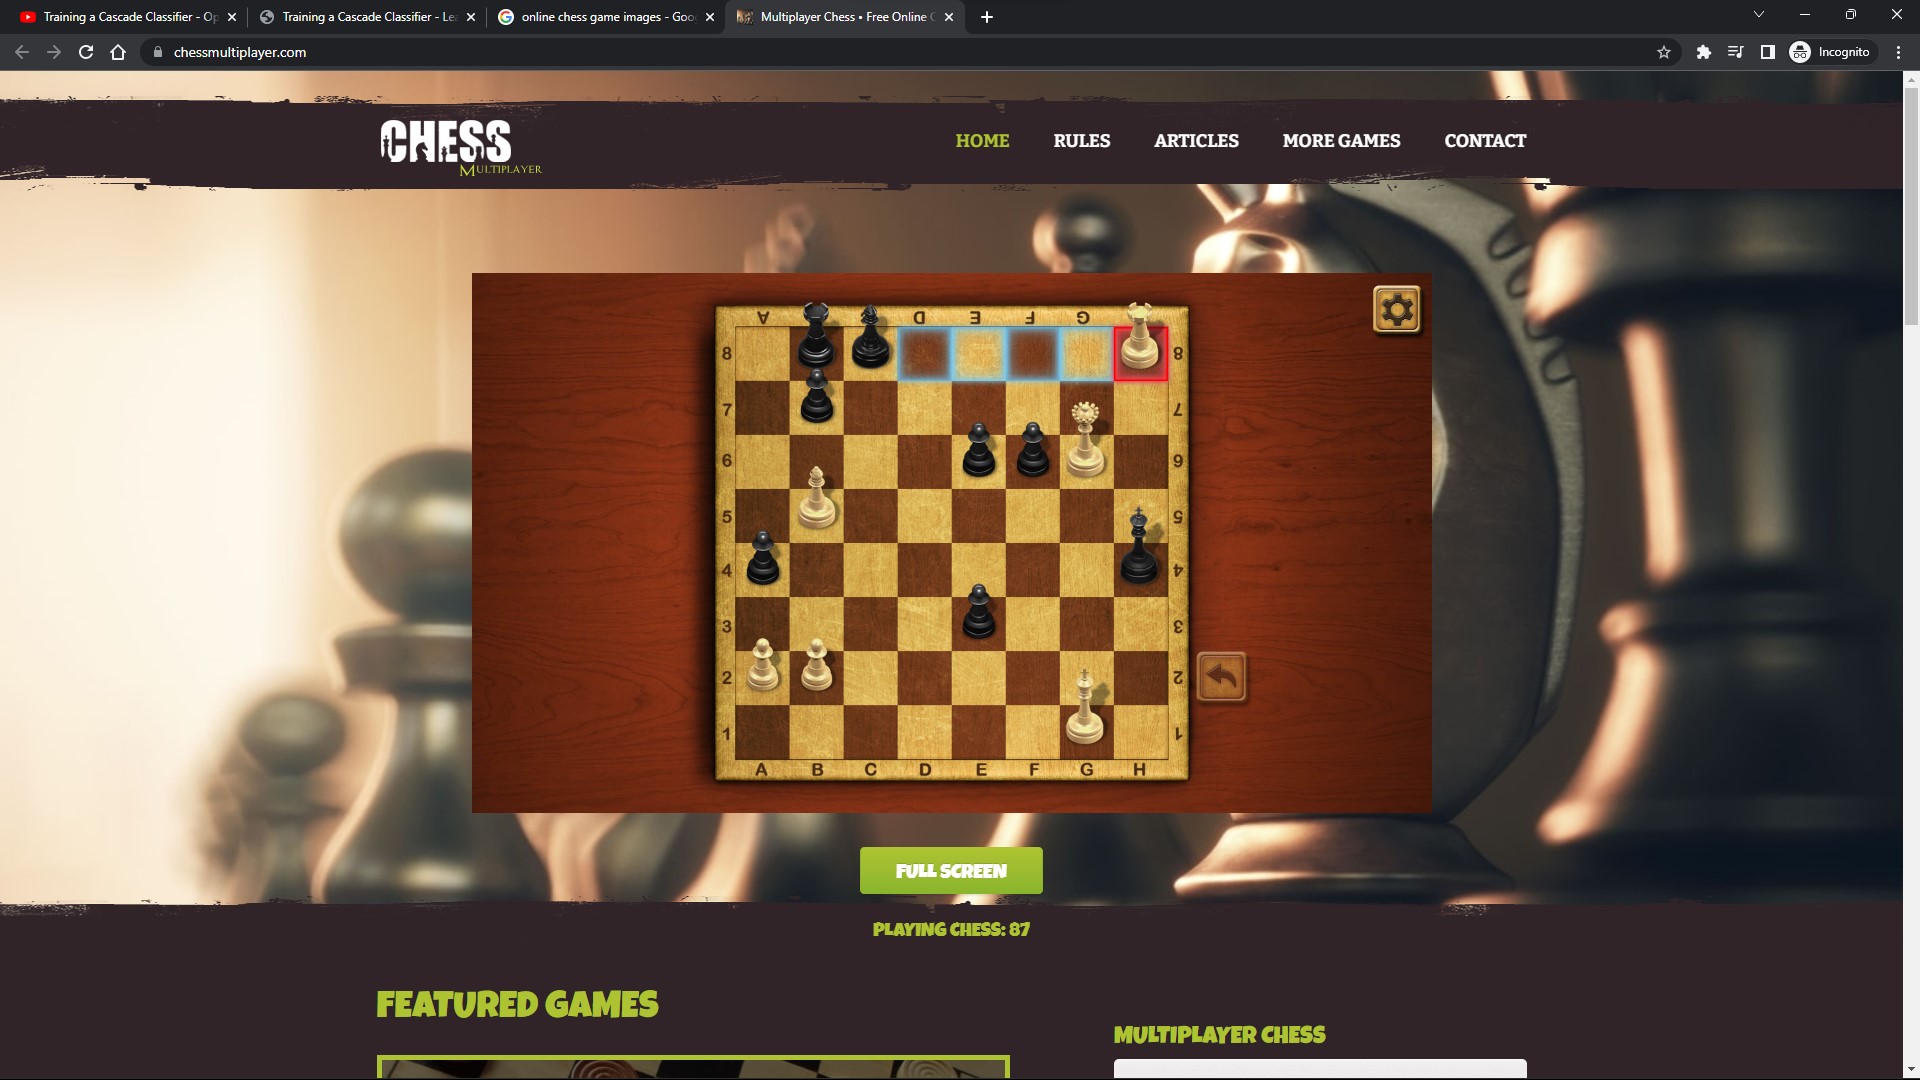 Training a Cascade Classifier - Op
Training a Cascade Classifier - Lea
online chess game images - Goo
Multiplayer Chess • Free Online C
chessmultiplayer.com
Incognito
CHESS
MULTIPLAYER
HOME
RULES
ARTICLES
MORE GAMES
CONTACT
A D E F G
8 8
7 7
6 6
5 5
4 4
3 3
2 2
1 1
A B C D E F G H
FULL SCREEN
PLAYING CHESS: 87
FEATURED GAMES
MULTIPLAYER CHESS